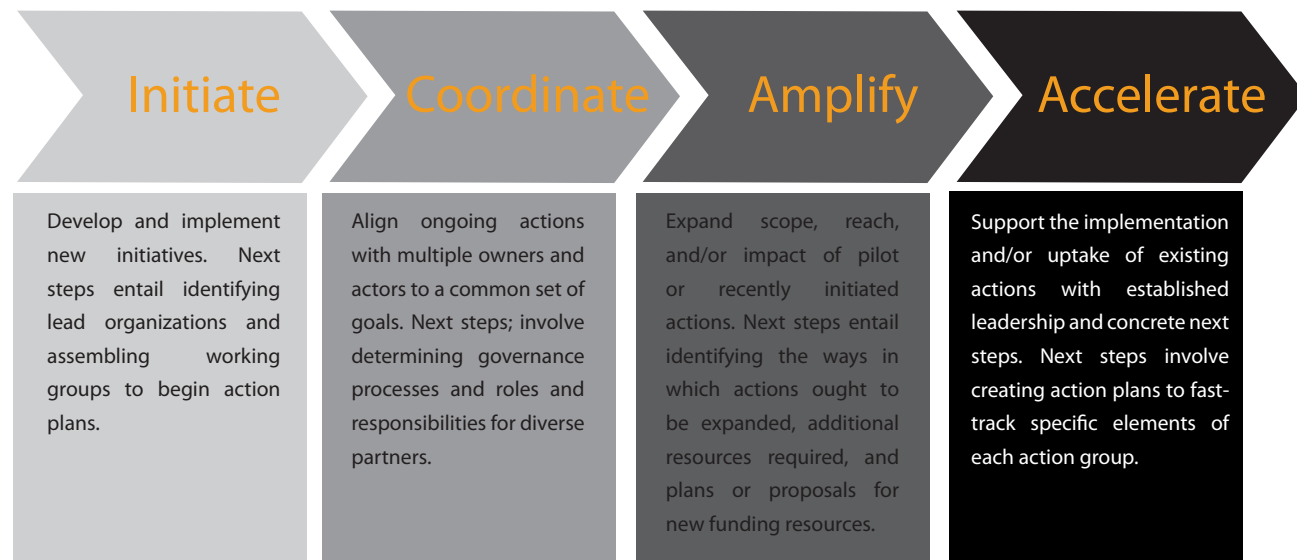 Initiate
Coordinate
Amplify
Accelerate
Develop and implement
new initiatives. Next
steps entail identifying
lead organizations and
assembling working
groups to begin action
plans.
Align ongoing actions
with multiple owners and
actors to a common set of
goals. Next steps; involve
determining governance
processes and roles and
responsibilities for diverse
partners.
Expand scope, reach,
and/or impact of pilot
or recently initiated
actions. Next steps entail
identifying the ways in
which actions ought to
be expanded, additional
resources required, and
plans or proposals for
new funding resources.
Support the implementation
and/or uptake of existing
actions with established
leadership and concrete next
steps. Next steps involve
creating action plans to fast-
track specific elements of
each action group.